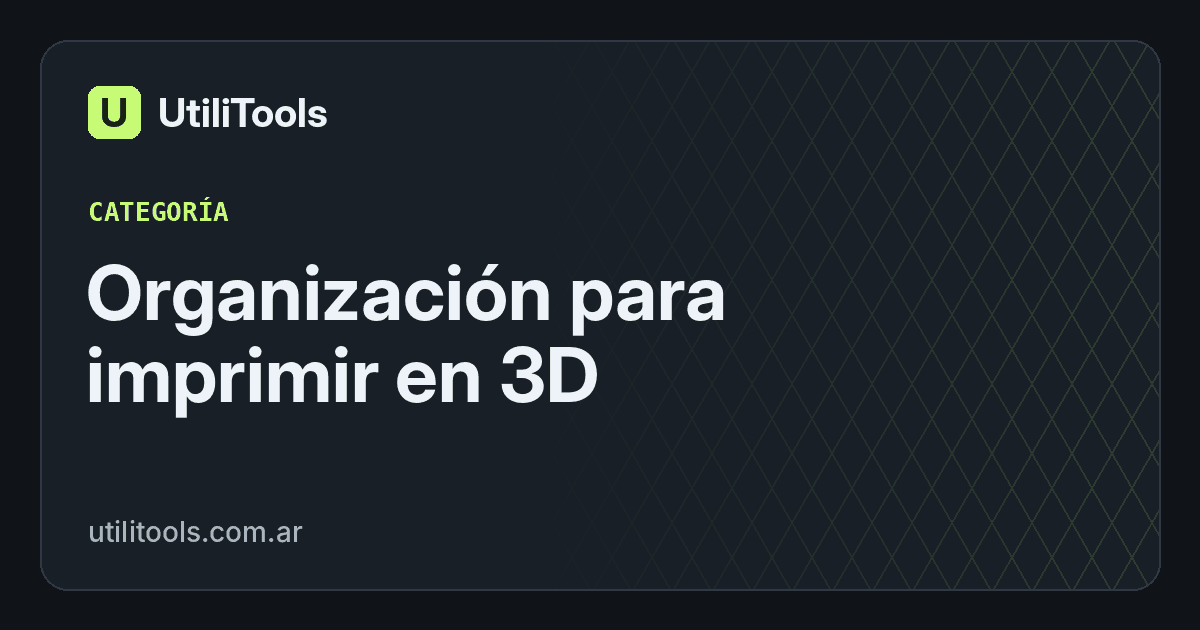 U UtiliTools
CATEGORÍA
Organización para
imprimir en 3D
utilitools.com.ar